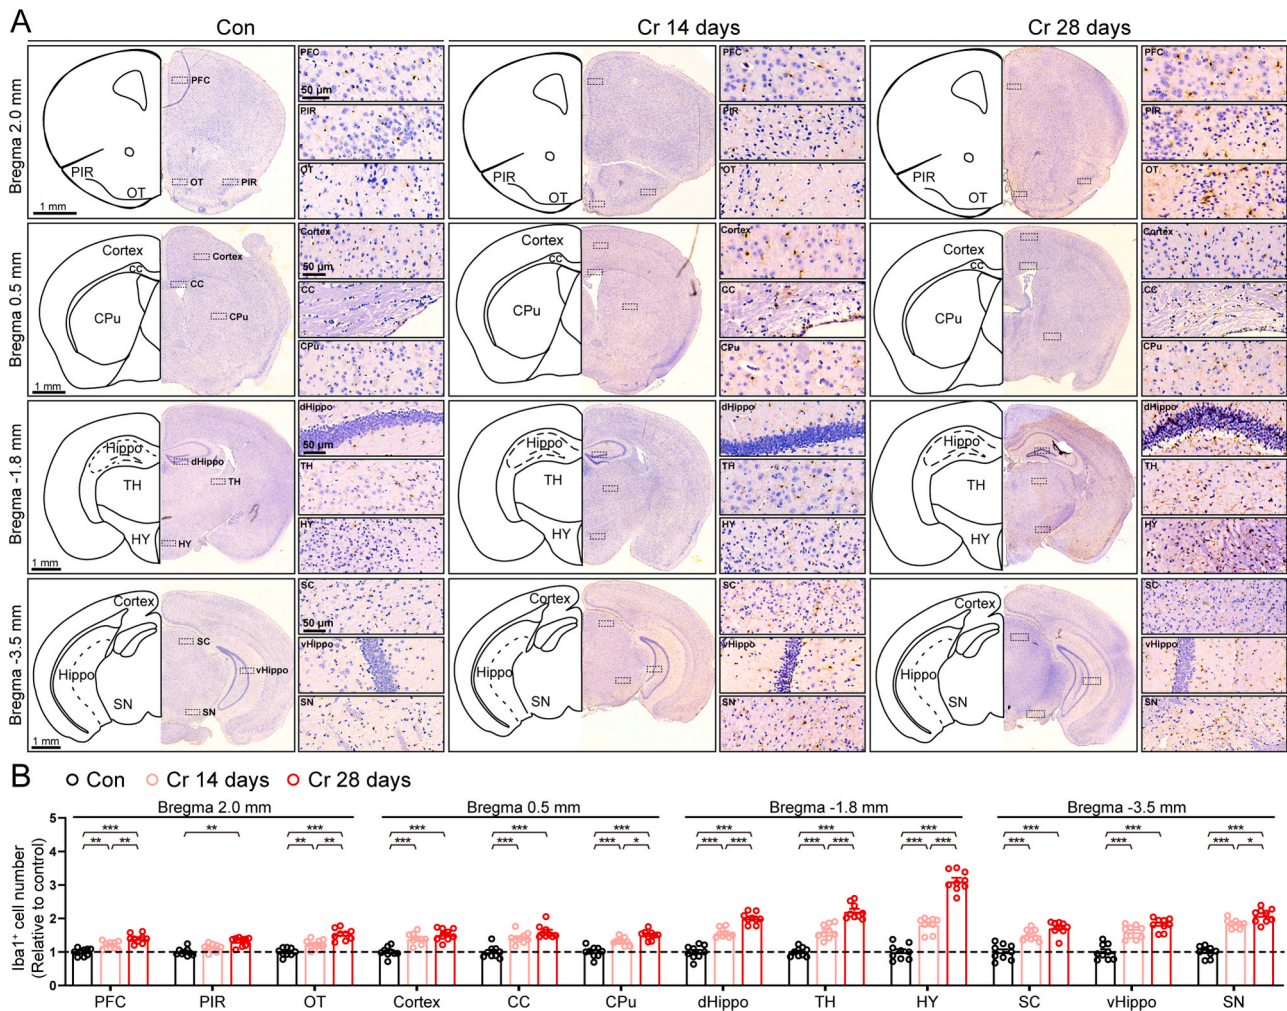 A
Con
Cr 14 days
Cr 28 days
Bregma 2.0 mm
PIR
OT
1 mm
PFC
OT
PIR
PFC
50 µm
PIR
OT
PIR
OT
PFC
PIR
OT
PIR
OT
PFC
PIR
OT
Bregma 0.5 mm
Cortex
CC
CPu
1 mm
Cortex
CC
CPu
Cortex
50 µm
CC
CPu
Cortex
CC
CPu
Cortex
CC
CPu
Cortex
CC
CPu
Cortex
CC
CPu
Bregma -1.8 mm
Hippo
TH
HY
1 mm
dHippo
TH
HY
dHippo
50 µm
TH
HY
Hippo
TH
HY
dHippo
TH
HY
Hippo
TH
HY
dHippo
TH
HY
Bregma -3.5 mm
Cortex
Hippo
SN
1 mm
SC
vHippo
SN
SC
50 µm
vHippo
SN
Cortex
Hippo
SN
SC
vHippo
SN
Cortex
Hippo
SN
SC
vHippo
SN
B
Con Cr 14 days Cr 28 days
Bregma 2.0 mm Bregma 0.5 mm Bregma -1.8 mm Bregma -3.5 mm
*** ** *** *** *** *** *** *** *** *** *** ***
** ** ** ** *** *** *** * *** *** *** *** *** *** *** *** *** *
Iba1⁺ cell number
(Relative to control)
5
4
3
2
1
0
PFC PIR OT Cortex CC CPu dHippo TH HY SC vHippo SN